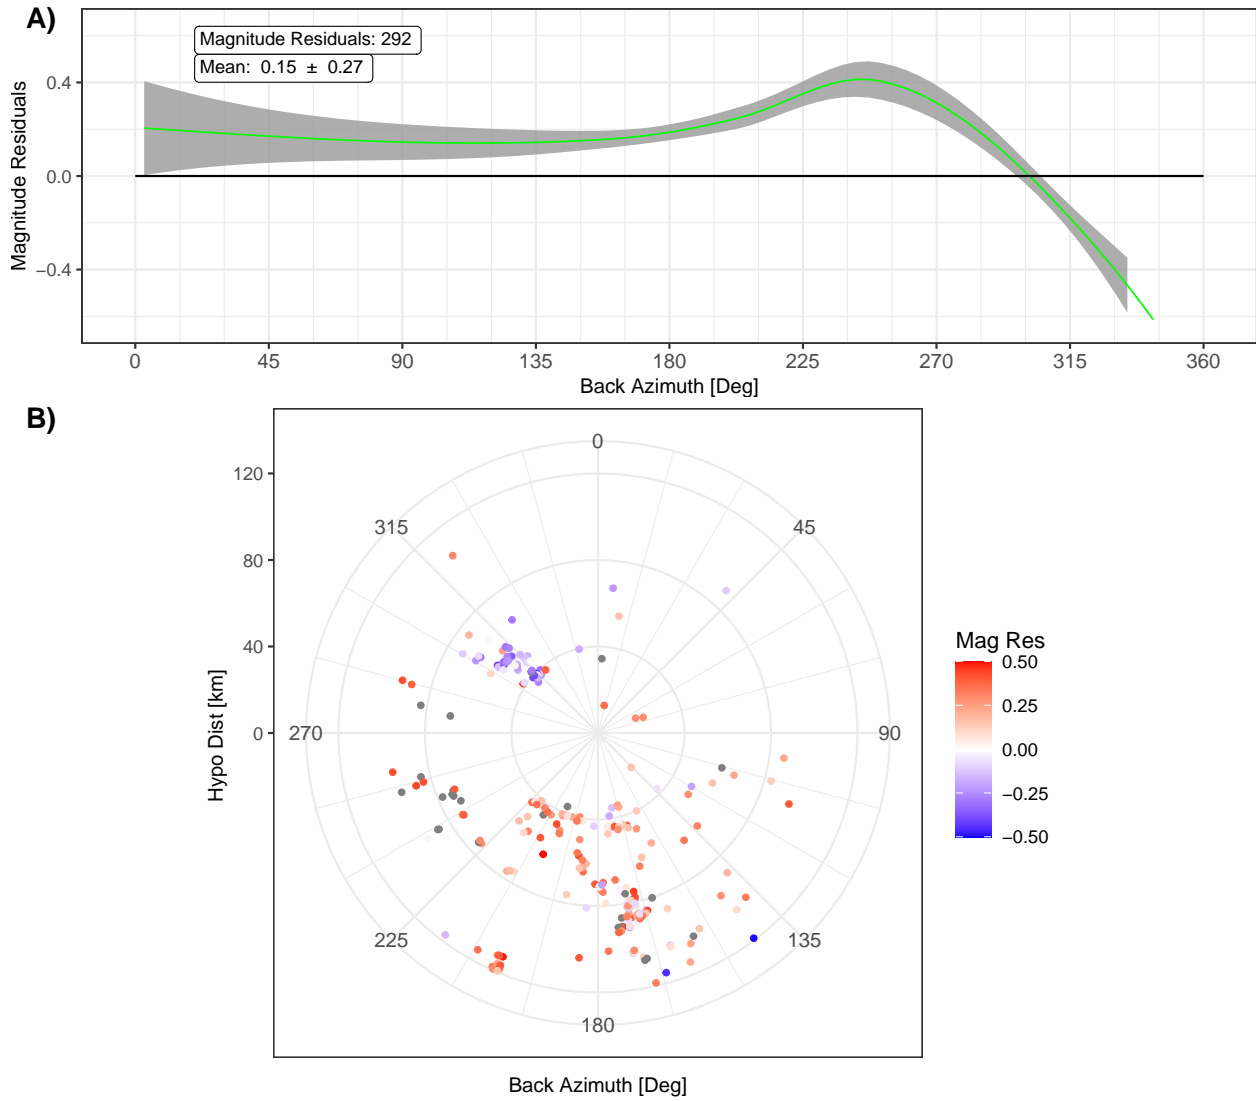 A)
Magnitude Residuals: 292
Mean: 0.15 ± 0.27
Magnitude Residuals
0.4
0.0
−0.4
0 45 90 135 180 225 270 315 360
Back Azimuth [Deg]
B)
Hypo Dist [km]
120
80
40
0
0
45
90
135
180
225
270
315
Back Azimuth [Deg]
Mag Res
0.50
0.25
0.00
−0.25
−0.50